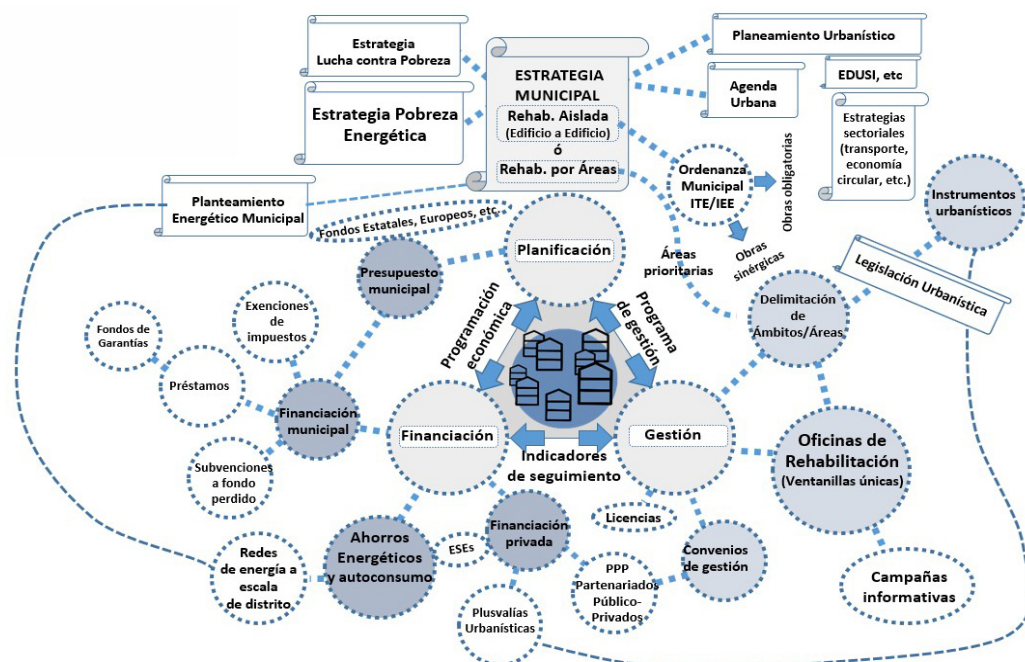 Estrategia
Lucha contra Pobreza
Estrategia Pobreza
Energética
Planteamiento
Energético Municipal
ESTRATEGIA
MUNICIPAL
Rehab. Aislada
(Edificio a Edificio)
ó
Rehab. por Áreas
Planeamiento Urbanístico
Agenda
Urbana
EDUSI, etc
Estrategias
sectoriales
(transporte,
economía
circular, etc.)
Ordenanza
Municipal
ITE/IEE
Obras obligatorias
Obras
sinérgicas
Áreas
prioritarias
Instrumentos
urbanísticos
Legislación Urbanística
Fondos Estatales, Europeos, etc.
Planificación
Presupuesto
municipal
Programación
económica
Programa
de gestión
Delimitación
de
Ámbitos/Áreas
Exenciones
de
impuestos
Fondos de
Garantías
Préstamos
Financiación
municipal
Subvenciones
a fondo
perdido
Financiación
Gestión
Indicadores
de seguimiento
Oficinas de
Rehabilitación
(Ventanillas únicas)
Licencias
Ahorros
Energéticos
y autoconsumo
ESEs
Financiación
privada
Convenios
de gestión
Redes
de energía a
escala
de distrito
PPP
Partenariados
Público-
Privados
Plusvalías
Urbanísticas
Campañas
informativas